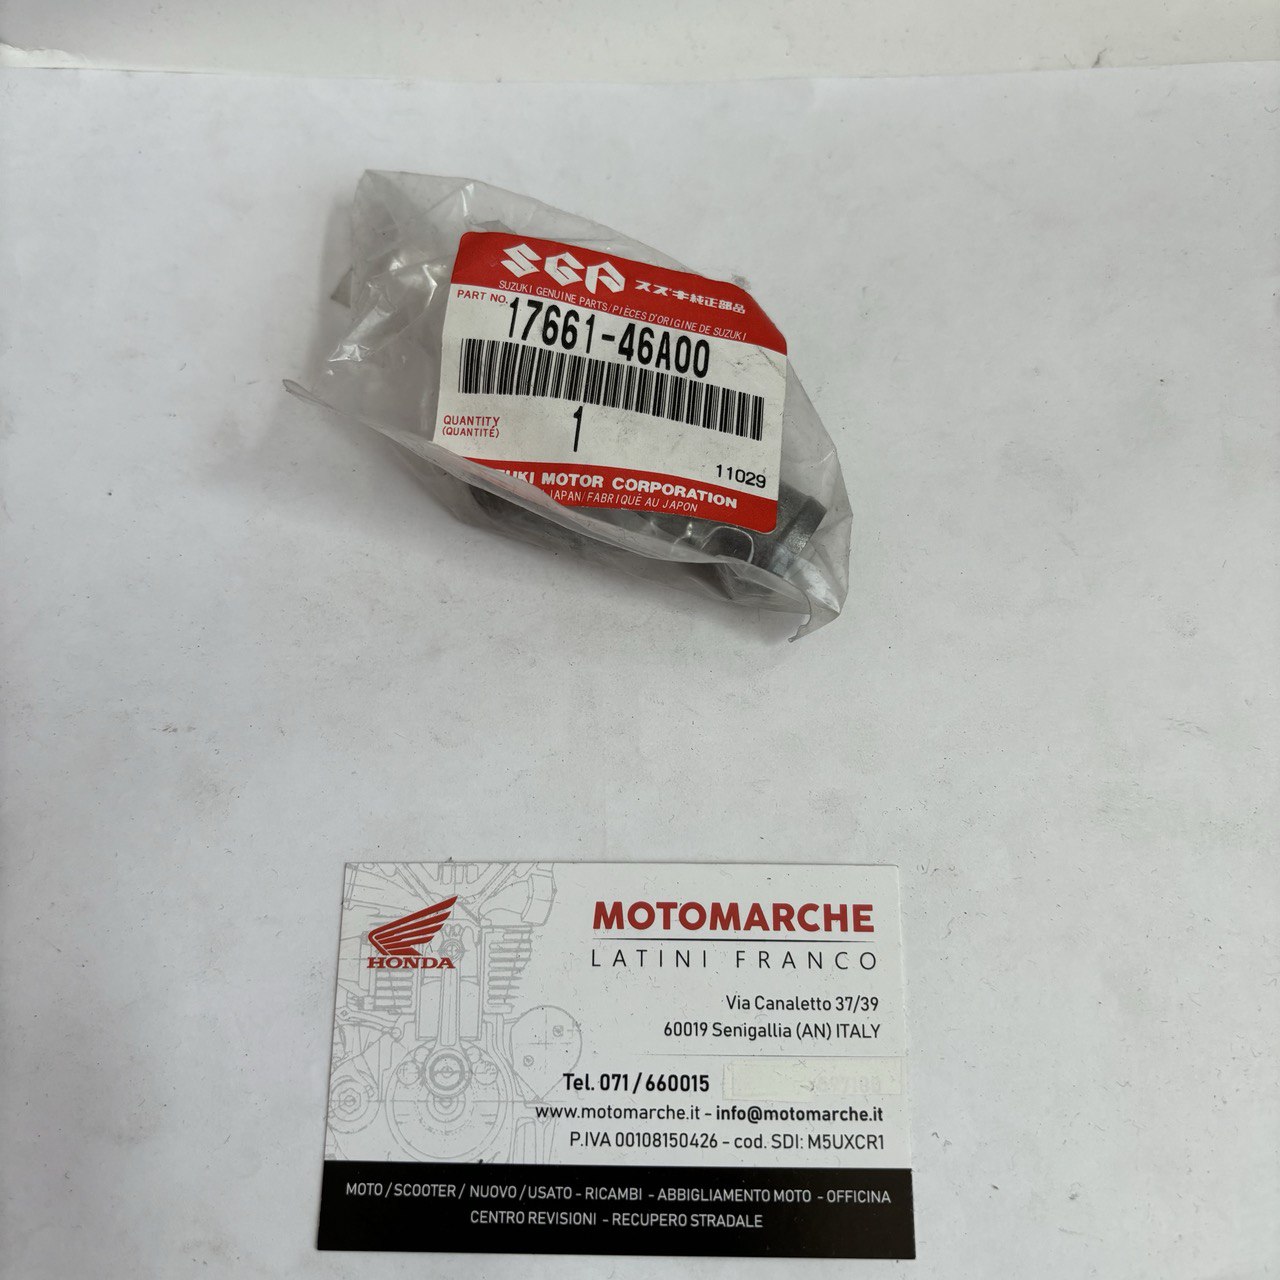 SGP スズキ純正部品
SUZUKI GENUINE PARTS/PIÈCES D'ORIGINE DE SUZUKI
PART NO. 17661-46A00
QUANTITY
(QUANTITÉ)
1
11029
UKI MOTOR CORPORATION
JAPAN/FABRIQUÉ AU JAPON
HONDA
MOTOMARCHE
LATINI FRANCO
Via Canaletto 37/39
60019 Senigallia (AN) ITALY
Tel. 071/660015
www.motomarche.it - info@motomarche.it
P.IVA 00108150426 - cod. SDI: M5UXCR1
MOTO / SCOOTER / NUOVO / USATO - RICAMBI - ABBIGLIAMENTO MOTO - OFFICINA
CENTRO REVISIONI - RECUPERO STRADALE